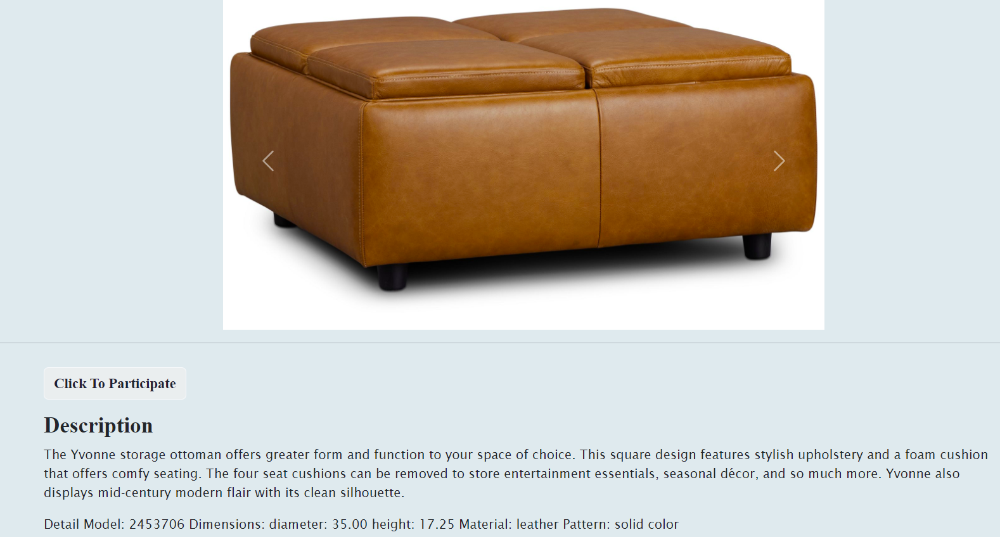 Click To Participate
Description
The Yvonne storage ottoman offers greater form and function to your space of choice. This square design features stylish upholstery and a foam cushion
that offers comfy seating. The four seat cushions can be removed to store entertainment essentials, seasonal décor, and so much more. Yvonne also
displays mid-century modern flair with its clean silhouette.
Detail Model: 2453706 Dimensions: diameter: 35.00 height: 17.25 Material: leather Pattern: solid color